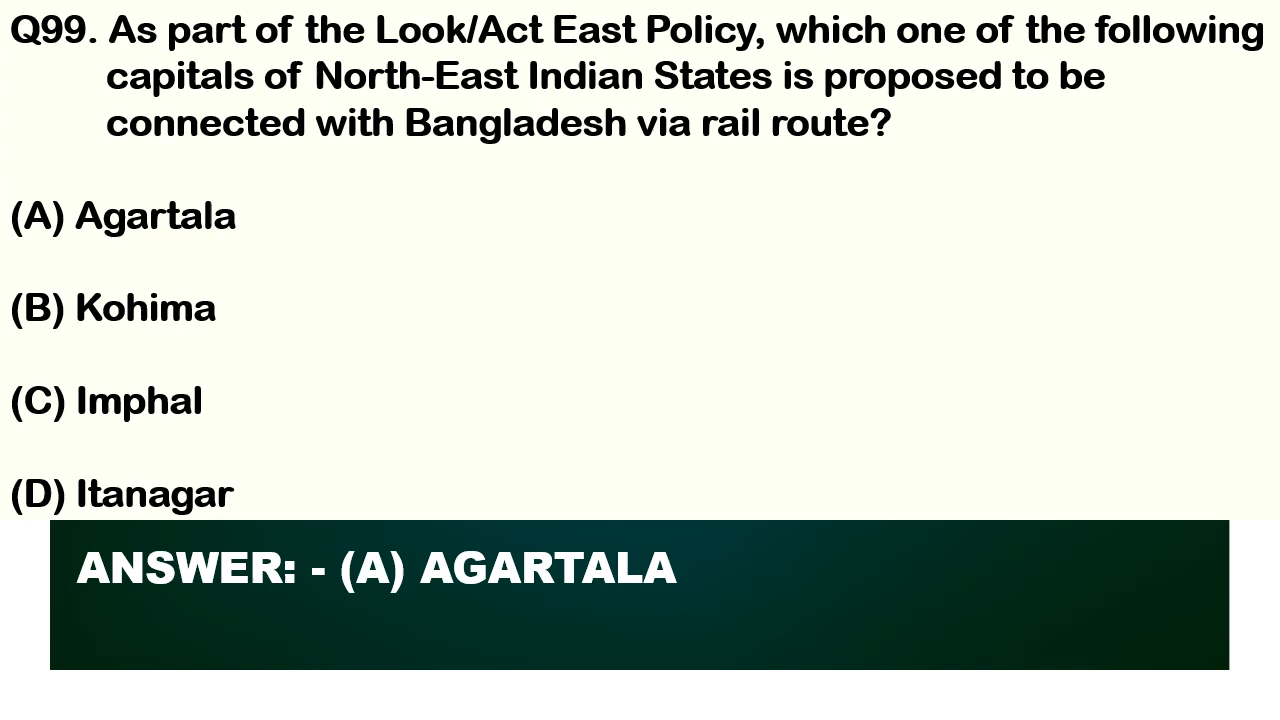 Q99. As part of the Look/Act East Policy, which one of the following
capitals of North-East Indian States is proposed to be
connected with Bangladesh via rail route?
(A) Agartala
(B) Kohima
(C) Imphal
(D) Itanagar
ANSWER: - (A) AGARTALA